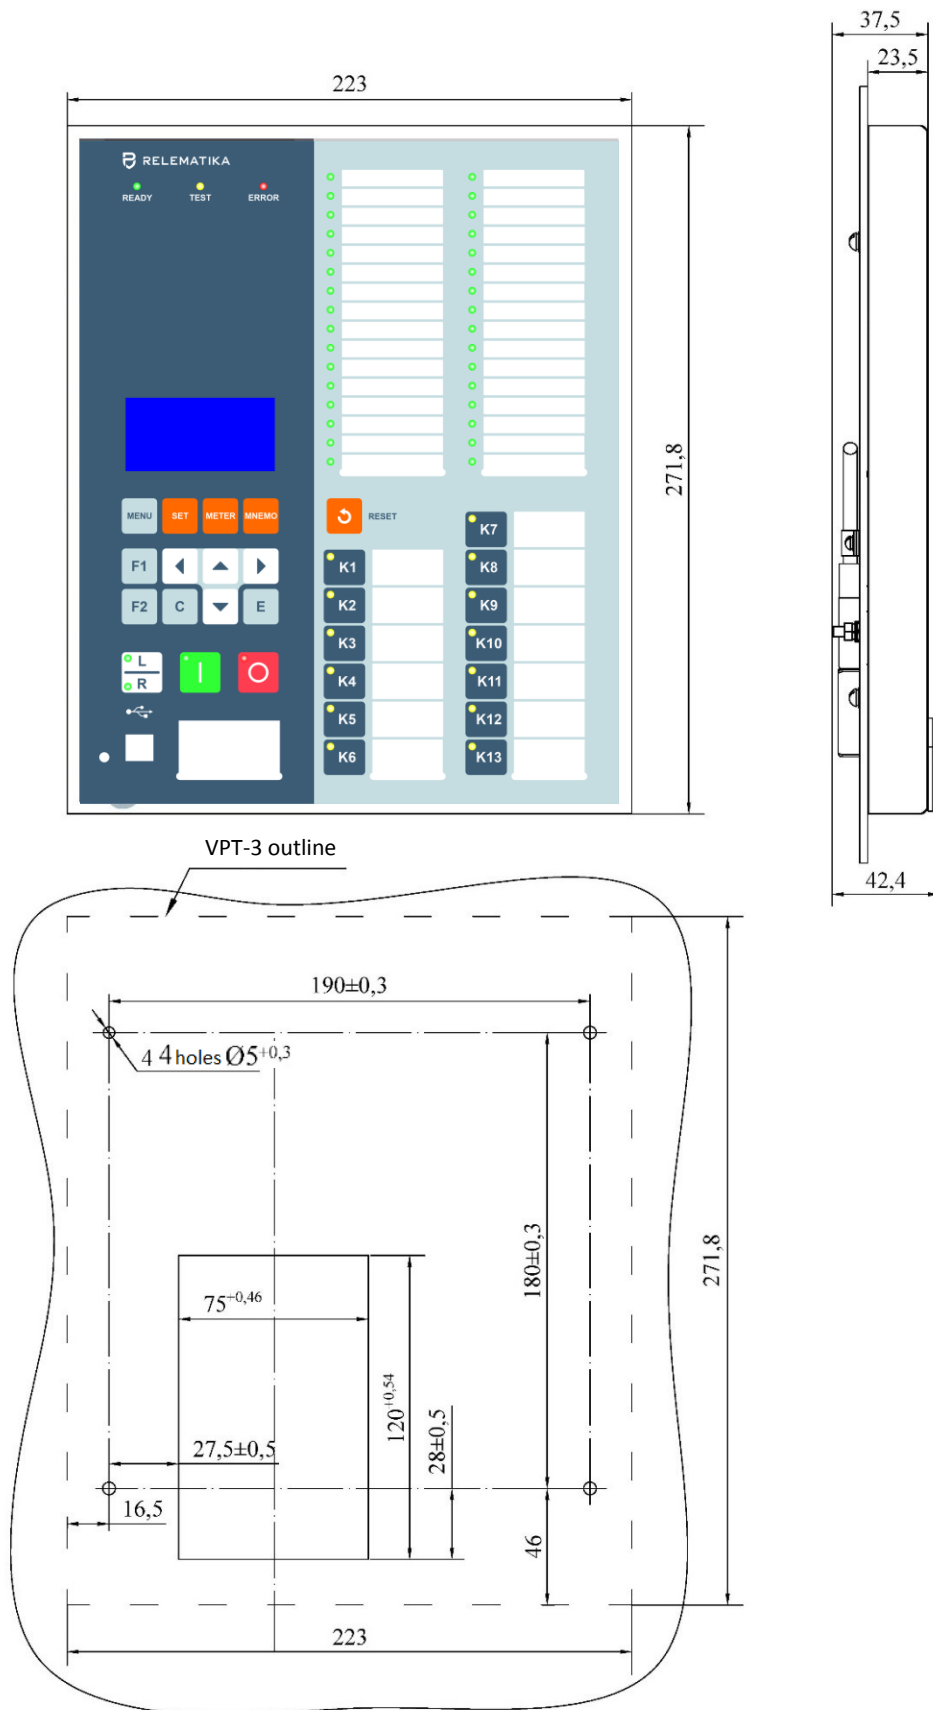 37,5
23,5
223
RELEMATIKA
READY TEST ERROR
271,8
MENU SET METER MNEMO
RESET
K7
F1
K1 K8
F2 C E
K2 K9
K3 K10
L
R
K4 K11
K5 K12
K6 K13
VPT-3 outline
42,4
190±0,3
4 4 holes Ø5+0,3
180±0,3
271,8
75+0,46
120+0,54
28±0,5
27,5±0,5
16,5
46
223